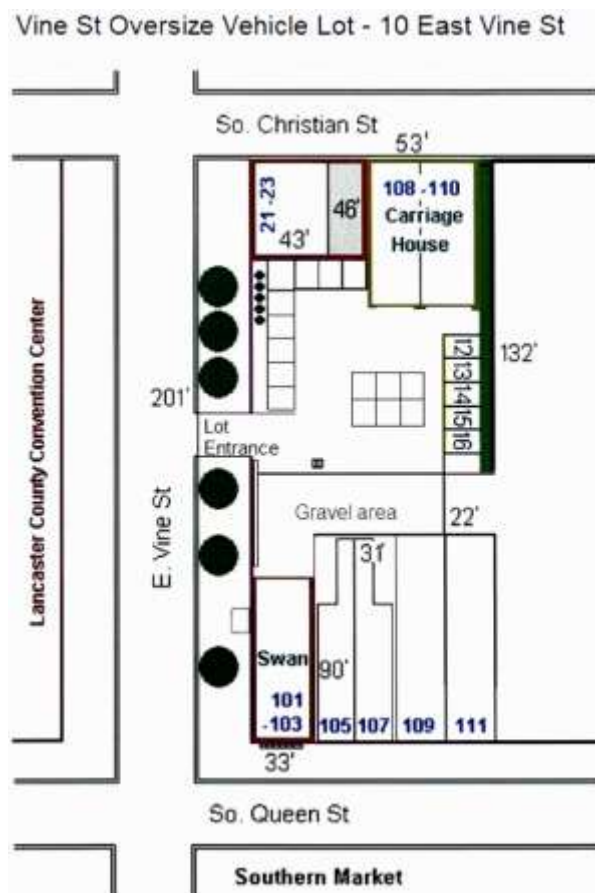 Vine St Oversize Vehicle Lot - 10 East Vine St
So. Christian St
53'
21 -23
46'
43'
108 -110
Carriage
House
12
13
14
15
16
132'
201'
Lot
Entrance
Lancaster County Convention Center
E. Vine St
Gravel area
22'
31'
Swan
90'
101
-103
105
107
109
111
33'
So. Queen St
Southern Market